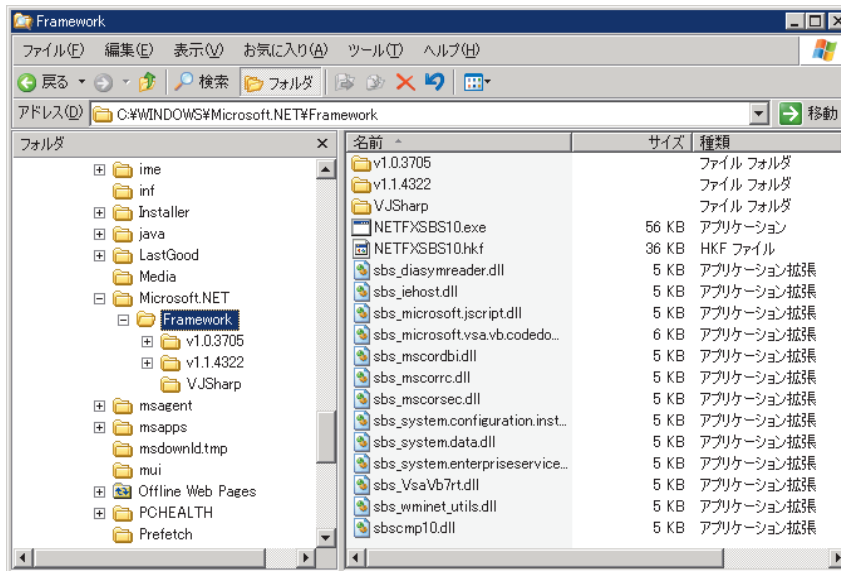 Framework
ファイル(F) 編集(E) 表示(V) お気に入り(A) ツール(T) ヘルプ(H)
戻る 検索 フォルダ
アドレス(D) C:¥WINDOWS¥Microsoft.NET¥Framework 移動
フォルダ ×
ime
inf
Installer
java
LastGood
Media
Microsoft.NET
Framework
v1.0.3705
v1.1.4322
VJSharp
msagent
msapps
msdownld.tmp
mui
Offline Web Pages
PCHEALTH
Prefetch
名前 サイズ 種類
v1.0.3705 ファイル フォルダ
v1.1.4322 ファイル フォルダ
VJSharp ファイル フォルダ
NETFXSBS10.exe 56 KB アプリケーション
NETFXSBS10.hkf 36 KB HKF ファイル
sbs_diasymreader.dll 5 KB アプリケーション拡張
sbs_iehost.dll 5 KB アプリケーション拡張
sbs_microsoft.jscript.dll 5 KB アプリケーション拡張
sbs_microsoft.vsa.vb.codedo... 6 KB アプリケーション拡張
sbs_mscordbi.dll 5 KB アプリケーション拡張
sbs_mscorrc.dll 5 KB アプリケーション拡張
sbs_mscorsec.dll 5 KB アプリケーション拡張
sbs_system.configuration.inst... 5 KB アプリケーション拡張
sbs_system.data.dll 5 KB アプリケーション拡張
sbs_system.enterpriseservice... 5 KB アプリケーション拡張
sbs_VsaVb7rt.dll 5 KB アプリケーション拡張
sbs_wminet_utils.dll 5 KB アプリケーション拡張
sbscmp10.dll 5 KB アプリケーション拡張